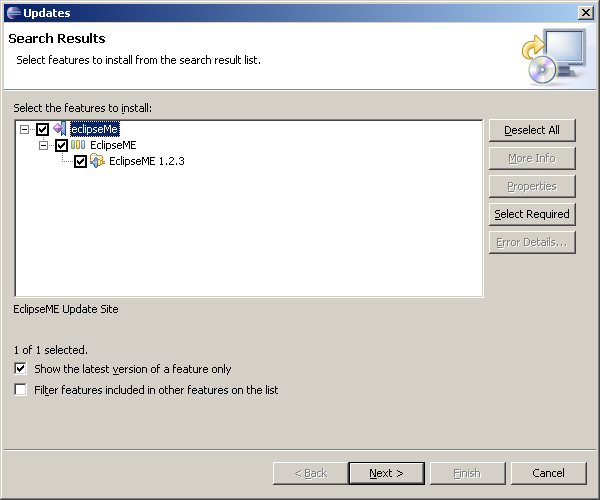 Updates
Search Results
Select features to install from the search result list.
Select the features to install:
eclipseMe
EclipseME
EclipseME 1.2.3
Deselect All
More Info
Properties
Select Required
Error Details...
EclipseME Update Site
1 of 1 selected.
Show the latest version of a feature only
Filter features included in other features on the list
< Back
Next >
Finish
Cancel